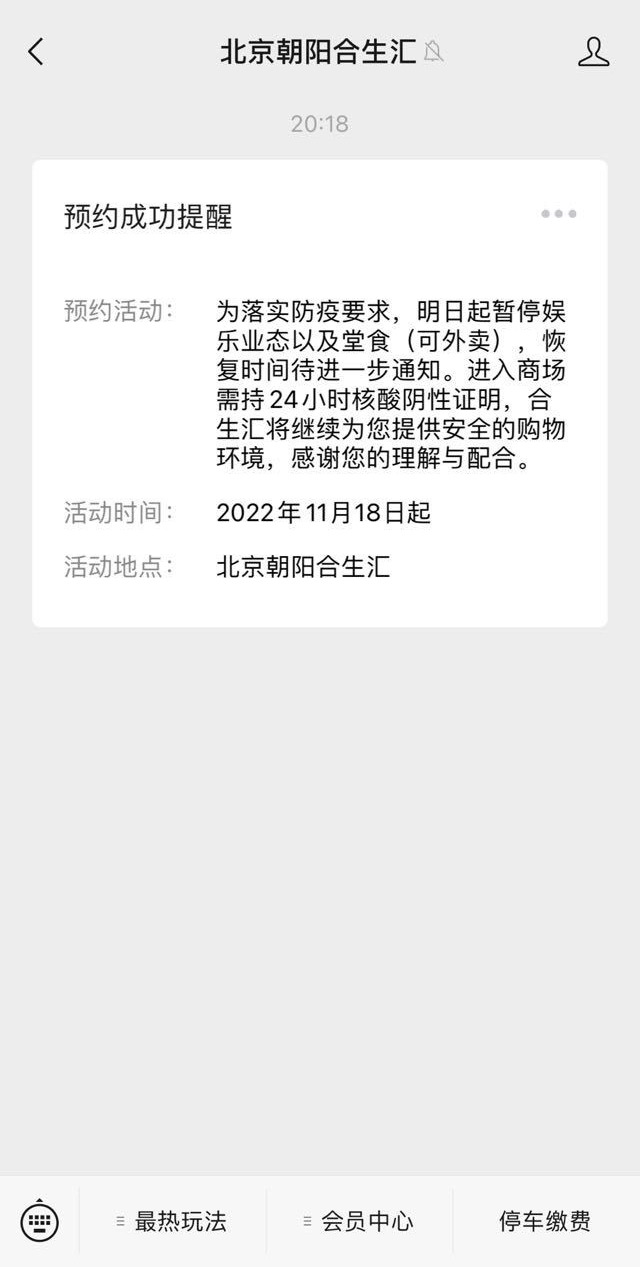 北京朝阳合生汇
20:18
预约成功提醒
预约活动：
为落实防疫要求，明日起暂停娱
乐业态以及堂食（可外卖），恢
复时间待进一步通知。进入商场
需持24小时核酸阴性证明，合
生汇将继续为您提供安全的购物
环境，感谢您的理解与配合。
活动时间： 2022年11月18日起
活动地点： 北京朝阳合生汇
最热玩法 会员中心 停车缴费